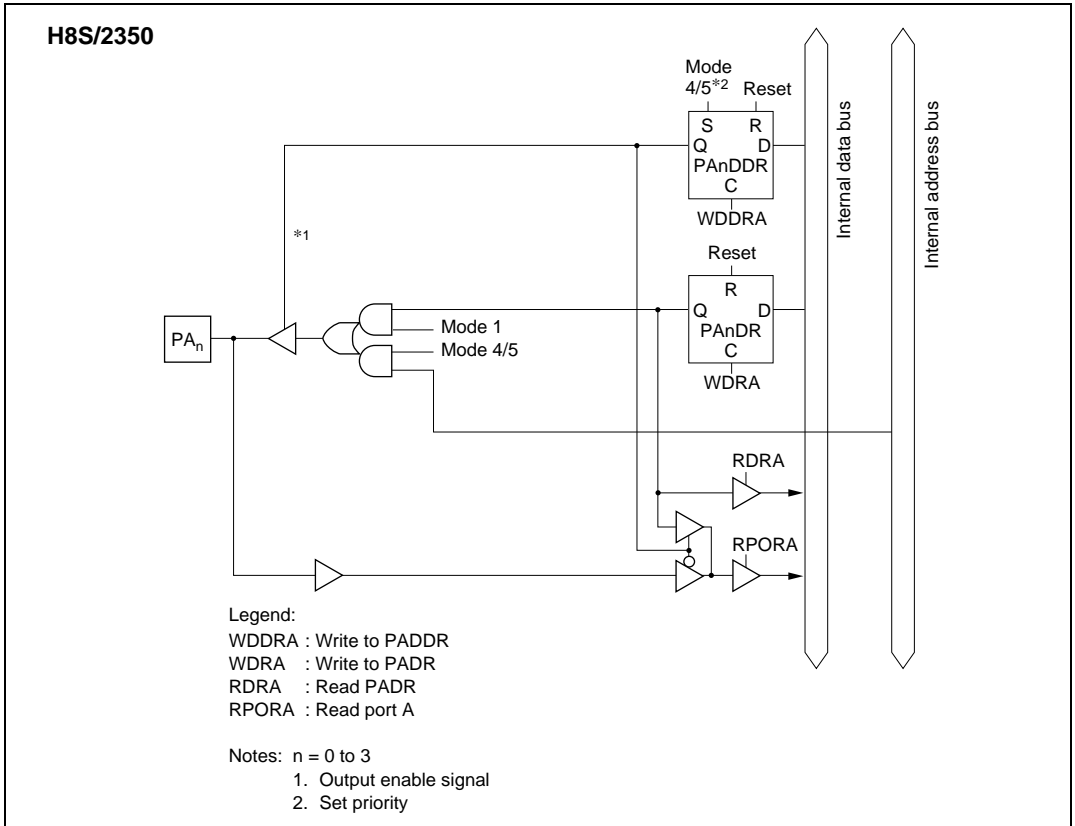 H8S/2350
Mode
4/5*2 Reset
S R
Q D
PAnDDR
C
WDDRA
Internal data bus
Internal address bus
*1
Reset
R
Q D
PAnDR
C
WDRA
PAn
Mode 1
Mode 4/5
RDRA
RPORA
Legend:
WDDRA : Write to PADDR
WDRA : Write to PADR
RDRA : Read PADR
RPORA : Read port A
Notes: n = 0 to 3
1. Output enable signal
2. Set priority